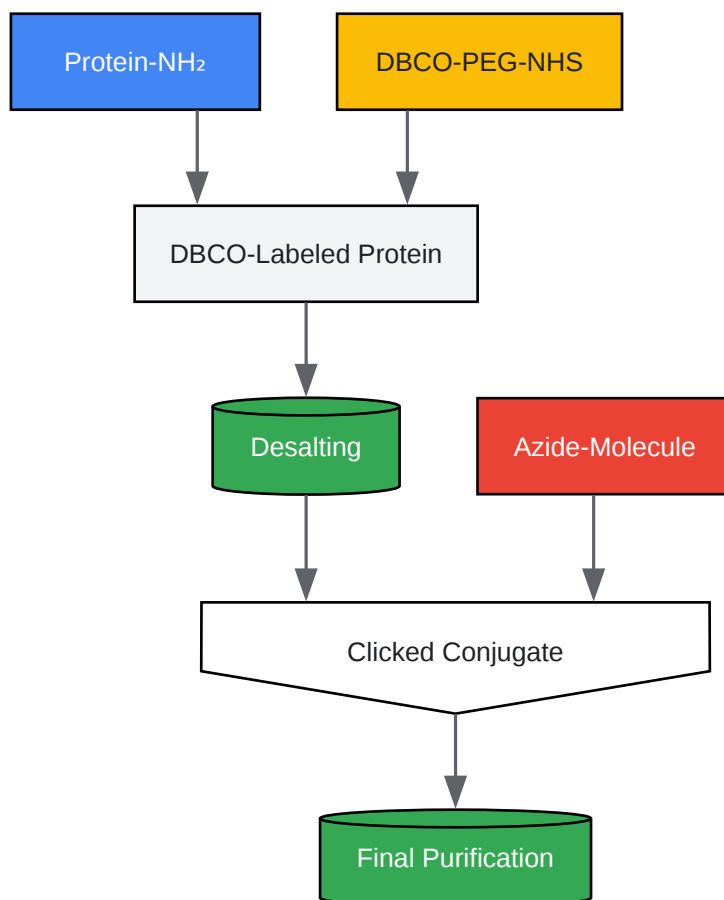 Protein-NH₂
DBCO-PEG-NHS
DBCO-Labeled Protein
Desalting
Azide-Molecule
Clicked Conjugate
Final Purification